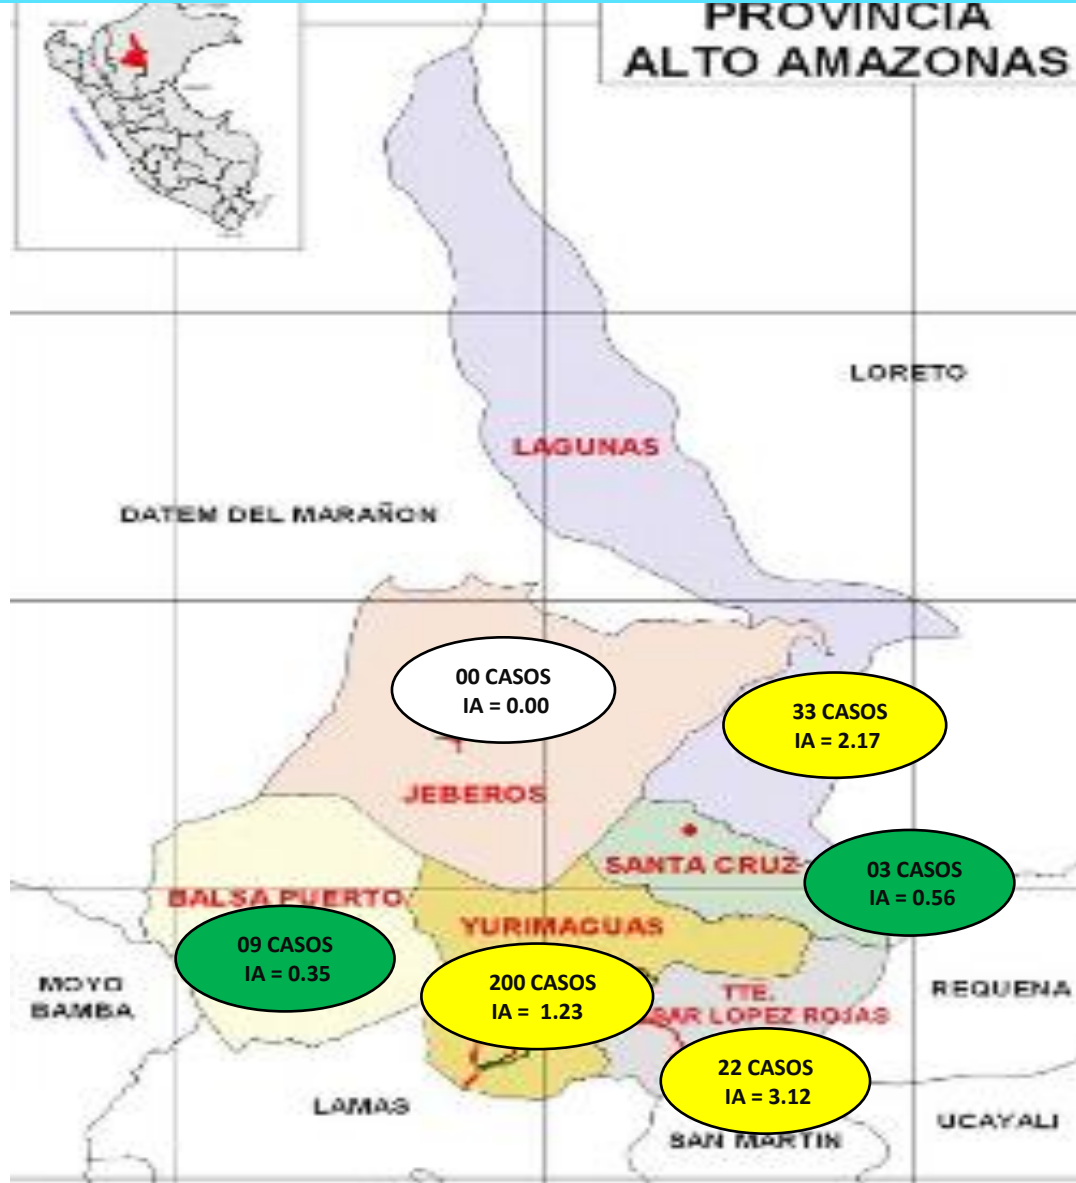 PROVINCIA
ALTO AMAZONAS
LORETO
LAGUNAS
DATEM DEL MARAÑON
00 CASOS
IA = 0.00
33 CASOS
IA = 2.17
JEBEROS
SANTA CRUZ
03 CASOS
IA = 0.56
BALSA PUERTO
YURIMAGUAS
09 CASOS
IA = 0.35
200 CASOS
IA = 1.23
MOYO
BAMBA
TTE.
SAR LOPEZ ROJAS
REQUENA
22 CASOS
IA = 3.12
LAMAS
SAN MARTIN
UCAYALI